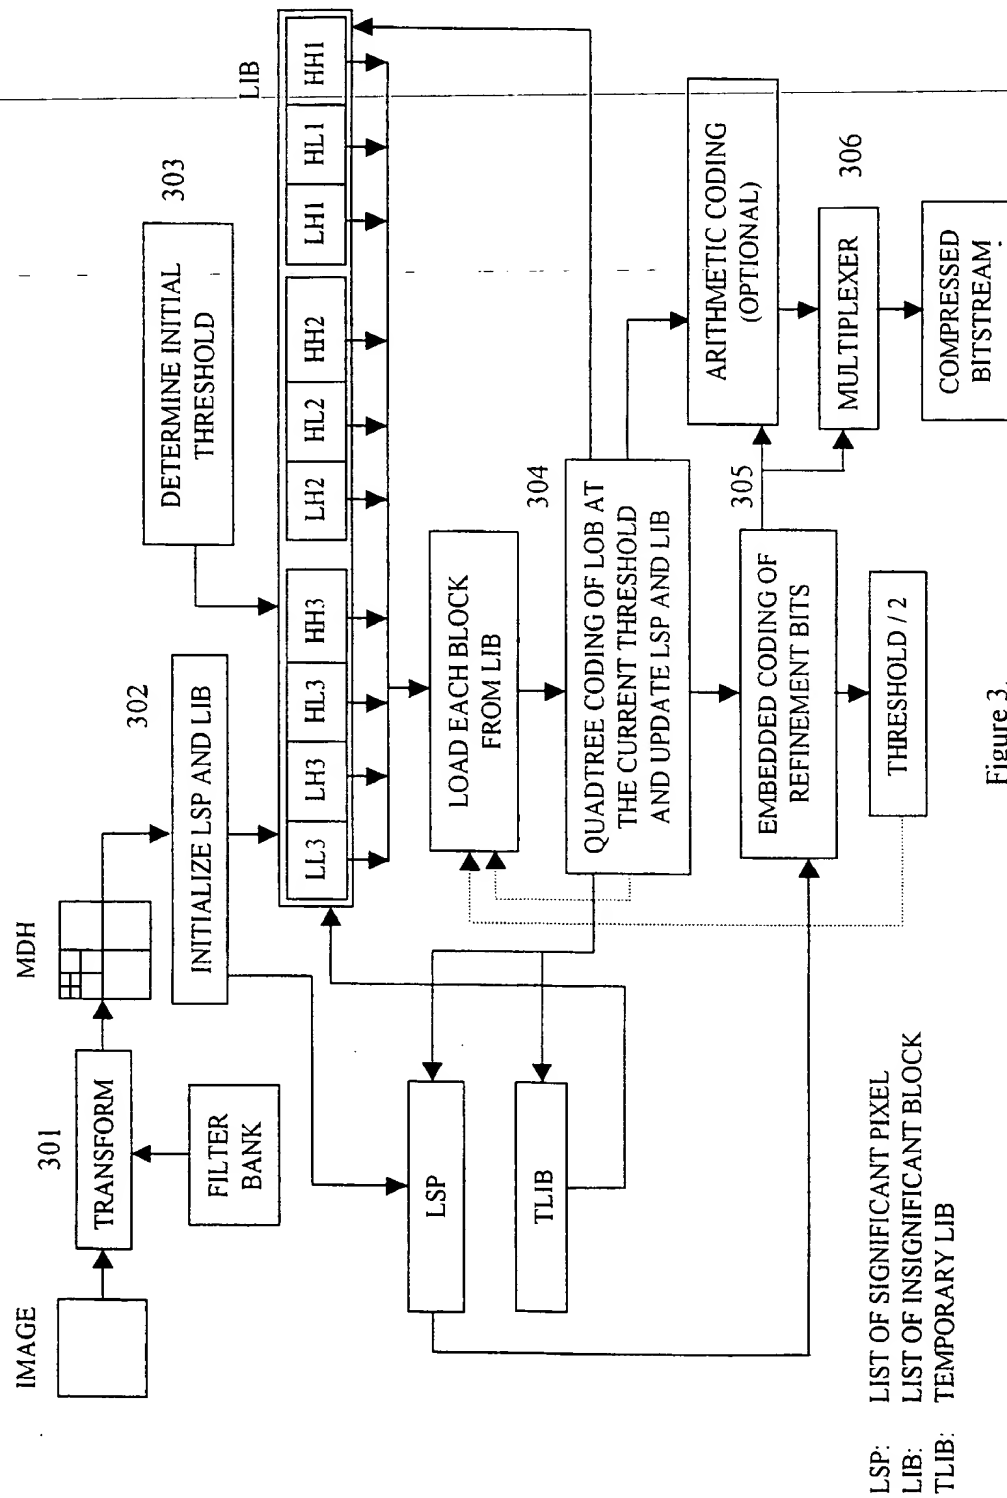 IMAGE
301
TRANSFORM
FILTER
BANK
MDH
302
INITIALIZE LSP AND LIB
303
DETERMINE INITIAL
THRESHOLD
LIB
LL3
LH3
HL3
HH3
LH2
HL2
HH2
LH1
HL1
HH1
LOAD EACH BLOCK
FROM LIB
LSP
TLIB
304
QUADTREE CODING OF LOB AT
THE CURRENT THRESHOLD
AND UPDATE LSP AND LIB
ARITHMETIC CODING
(OPTIONAL)
305
EMBEDDED CODING OF
REFINEMENT BITS
306
MULTIPLEXER
THRESHOLD / 2
COMPRESSED
BITSTREAM
LSP: LIST OF SIGNIFICANT PIXEL
LIB: LIST OF INSIGNIFICANT BLOCK
TLIB: TEMPORARY LIB
Figure 3.